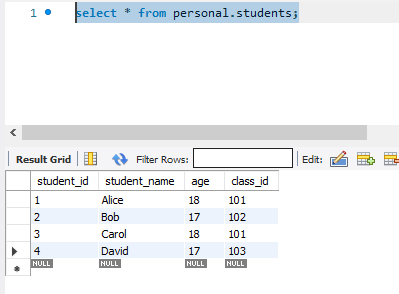 1 select * from personal.students;
Result Grid Filter Rows: Edit:
student_id student_name age class_id
1 Alice 18 101
2 Bob 17 102
3 Carol 18 101
4 David 17 103
NULL NULL NULL NULL